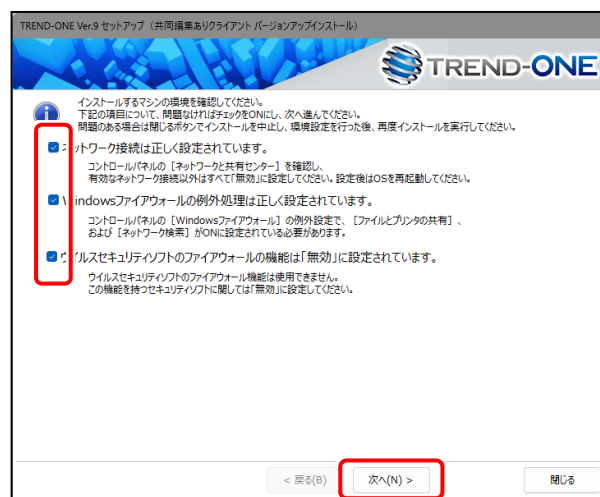 TREND-ONE Ver.9 セットアップ（共同編集ありクライアント バージョンアップインストール）
TREND-ONE
インストールするマシンの環境を確認してください。
下記の項目について、問題なければチェックをONにし、次へ進んでください。
問題のある場合は閉じるボタンでインストールを中止し、環境設定を行った後、再度インストールを実行してください。
ネットワーク接続は正しく設定されています。
コントロールパネルの［ネットワークと共有センター］を確認し、
有効なネットワーク接続以外はすべて「無効」に設定してください。設定後はOSを再起動してください。
Windowsファイアウォールの例外処理は正しく設定されています。
コントロールパネルの［Windowsファイアウォール］の例外設定で、［ファイルとプリンタの共有］、
および［ネットワーク検索］がONに設定されている必要があります。
ウイルスセキュリティソフトのファイアウォールの機能は「無効」に設定されています。
ウイルスセキュリティソフトのファイアウォール機能は使用できません。
この機能を持つセキュリティソフトに関しては「無効」に設定してください。
< 戻る(B)
次へ(N) >
閉じる